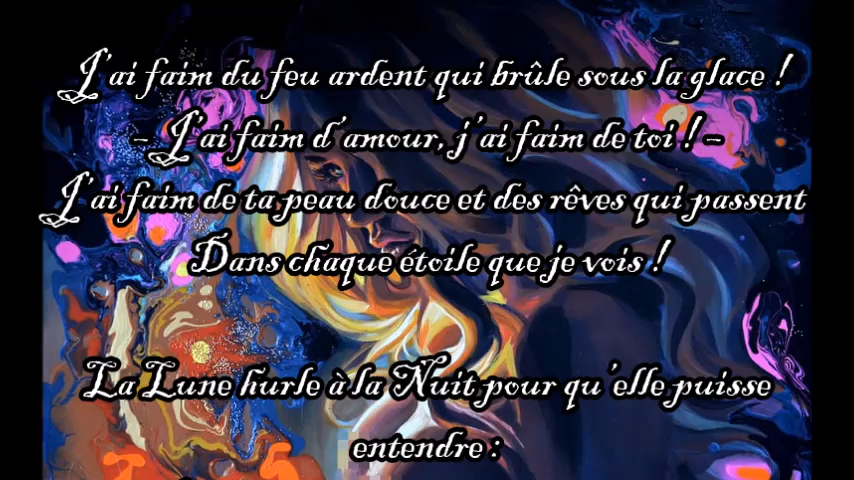 J'ai faim du feu ardent qui brûle sous la glace !
- J'ai faim d'amour, j'ai faim de toi ! -
J'ai faim de ta peau douce et des rêves qui passent
Dans chaque étoile que je vois !
La Lune hurle à la Nuit pour qu'elle puisse
entendre :